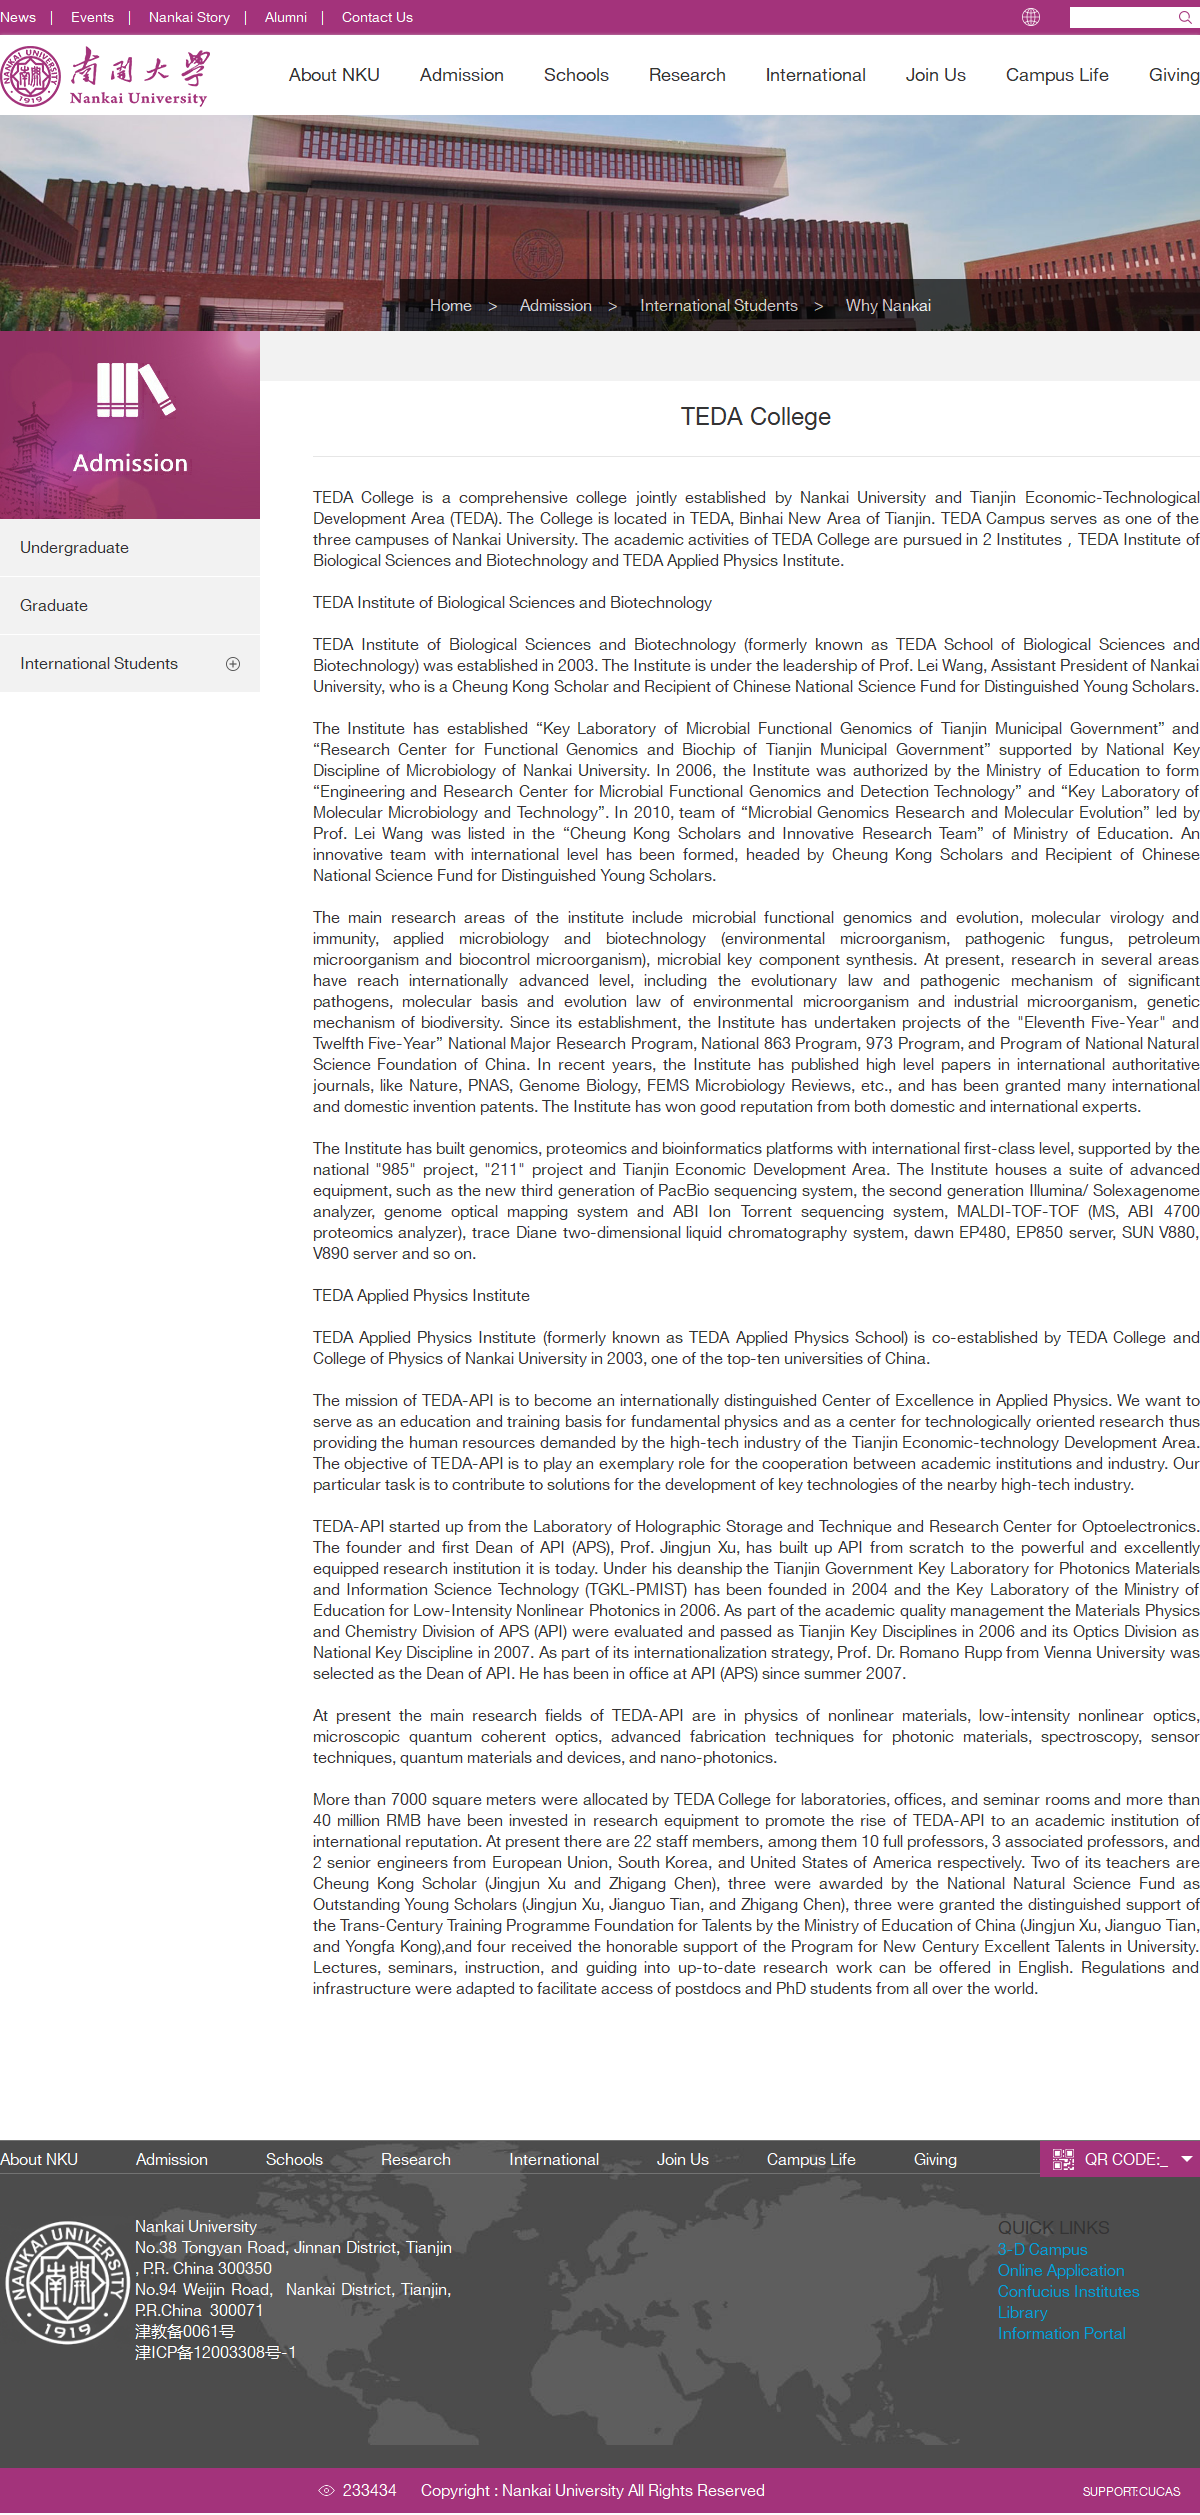 News | Events | Nankai Story | Alumni | Contact Us
NANKAI UNIVERSITY
南開
1919
南開大學
Nankai University
About NKU Admission Schools Research International Join Us Campus Life Giving
Home > Admission > International Students > Why Nankai
Admission
Undergraduate
Graduate
International Students
TEDA College
TEDA College is a comprehensive college jointly established by Nankai University and Tianjin Economic-Technological
Development Area (TEDA). The College is located in TEDA, Binhai New Area of Tianjin. TEDA Campus serves as one of the
three campuses of Nankai University. The academic activities of TEDA College are pursued in 2 Institutes，TEDA Institute of
Biological Sciences and Biotechnology and TEDA Applied Physics Institute.
TEDA Institute of Biological Sciences and Biotechnology
TEDA Institute of Biological Sciences and Biotechnology (formerly known as TEDA School of Biological Sciences and
Biotechnology) was established in 2003. The Institute is under the leadership of Prof. Lei Wang, Assistant President of Nankai
University, who is a Cheung Kong Scholar and Recipient of Chinese National Science Fund for Distinguished Young Scholars.
The Institute has established “Key Laboratory of Microbial Functional Genomics of Tianjin Municipal Government” and
“Research Center for Functional Genomics and Biochip of Tianjin Municipal Government” supported by National Key
Discipline of Microbiology of Nankai University. In 2006, the Institute was authorized by the Ministry of Education to form
“Engineering and Research Center for Microbial Functional Genomics and Detection Technology” and “Key Laboratory of
Molecular Microbiology and Technology”. In 2010, team of “Microbial Genomics Research and Molecular Evolution” led by
Prof. Lei Wang was listed in the “Cheung Kong Scholars and Innovative Research Team” of Ministry of Education. An
innovative team with international level has been formed, headed by Cheung Kong Scholars and Recipient of Chinese
National Science Fund for Distinguished Young Scholars.
The main research areas of the institute include microbial functional genomics and evolution, molecular virology and
immunity, applied microbiology and biotechnology (environmental microorganism, pathogenic fungus, petroleum
microorganism and biocontrol microorganism), microbial key component synthesis. At present, research in several areas
have reach internationally advanced level, including the evolutionary law and pathogenic mechanism of significant
pathogens, molecular basis and evolution law of environmental microorganism and industrial microorganism, genetic
mechanism of biodiversity. Since its establishment, the Institute has undertaken projects of the "Eleventh Five-Year" and
Twelfth Five-Year” National Major Research Program, National 863 Program, 973 Program, and Program of National Natural
Science Foundation of China. In recent years, the Institute has published high level papers in international authoritative
journals, like Nature, PNAS, Genome Biology, FEMS Microbiology Reviews, etc., and has been granted many international
and domestic invention patents. The Institute has won good reputation from both domestic and international experts.
The Institute has built genomics, proteomics and bioinformatics platforms with international first-class level, supported by the
national "985" project, "211" project and Tianjin Economic Development Area. The Institute houses a suite of advanced
equipment, such as the new third generation of PacBio sequencing system, the second generation Illumina/ Solexagenome
analyzer, genome optical mapping system and ABI Ion Torrent sequencing system, MALDI-TOF-TOF (MS, ABI 4700
proteomics analyzer), trace Diane two-dimensional liquid chromatography system, dawn EP480, EP850 server, SUN V880,
V890 server and so on.
TEDA Applied Physics Institute
TEDA Applied Physics Institute (formerly known as TEDA Applied Physics School) is co-established by TEDA College and
College of Physics of Nankai University in 2003, one of the top-ten universities of China.
The mission of TEDA-API is to become an internationally distinguished Center of Excellence in Applied Physics. We want to
serve as an education and training basis for fundamental physics and as a center for technologically oriented research thus
providing the human resources demanded by the high-tech industry of the Tianjin Economic-technology Development Area.
The objective of TEDA-API is to play an exemplary role for the cooperation between academic institutions and industry. Our
particular task is to contribute to solutions for the development of key technologies of the nearby high-tech industry.
TEDA-API started up from the Laboratory of Holographic Storage and Technique and Research Center for Optoelectronics.
The founder and first Dean of API (APS), Prof. Jingjun Xu, has built up API from scratch to the powerful and excellently
equipped research institution it is today. Under his deanship the Tianjin Government Key Laboratory for Photonics Materials
and Information Science Technology (TGKL-PMIST) has been founded in 2004 and the Key Laboratory of the Ministry of
Education for Low-Intensity Nonlinear Photonics in 2006. As part of the academic quality management the Materials Physics
and Chemistry Division of APS (API) were evaluated and passed as Tianjin Key Disciplines in 2006 and its Optics Division as
National Key Discipline in 2007. As part of its internationalization strategy, Prof. Dr. Romano Rupp from Vienna University was
selected as the Dean of API. He has been in office at API (APS) since summer 2007.
At present the main research fields of TEDA-API are in physics of nonlinear materials, low-intensity nonlinear optics,
microscopic quantum coherent optics, advanced fabrication techniques for photonic materials, spectroscopy, sensor
techniques, quantum materials and devices, and nano-photonics.
More than 7000 square meters were allocated by TEDA College for laboratories, offices, and seminar rooms and more than
40 million RMB have been invested in research equipment to promote the rise of TEDA-API to an academic institution of
international reputation. At present there are 22 staff members, among them 10 full professors, 3 associated professors, and
2 senior engineers from European Union, South Korea, and United States of America respectively. Two of its teachers are
Cheung Kong Scholar (Jingjun Xu and Zhigang Chen), three were awarded by the National Natural Science Fund as
Outstanding Young Scholars (Jingjun Xu, Jianguo Tian, and Zhigang Chen), three were granted the distinguished support of
the Trans-Century Training Programme Foundation for Talents by the Ministry of Education of China (Jingjun Xu, Jianguo Tian,
and Yongfa Kong),and four received the honorable support of the Program for New Century Excellent Talents in University.
Lectures, seminars, instruction, and guiding into up-to-date research work can be offered in English. Regulations and
infrastructure were adapted to facilitate access of postdocs and PhD students from all over the world.
About NKU Admission Schools Research International Join Us Campus Life Giving QR CODE:_
NANKAI UNIVERSITY
南開
1919
Nankai University
No.38 Tongyan Road, Jinnan District, Tianjin
, P.R. China 300350
No.94 Weijin Road, Nankai District, Tianjin,
P.R.China 300071
津教备0061号
津ICP备12003308号-1
QUICK LINKS
3-D Campus
Online Application
Confucius Institutes
Library
Information Portal
233434 Copyright : Nankai University All Rights Reserved SUPPORT:CUCAS